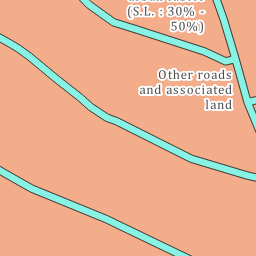 (S.L. : 30% -
50%)
Other roads
and associated
land